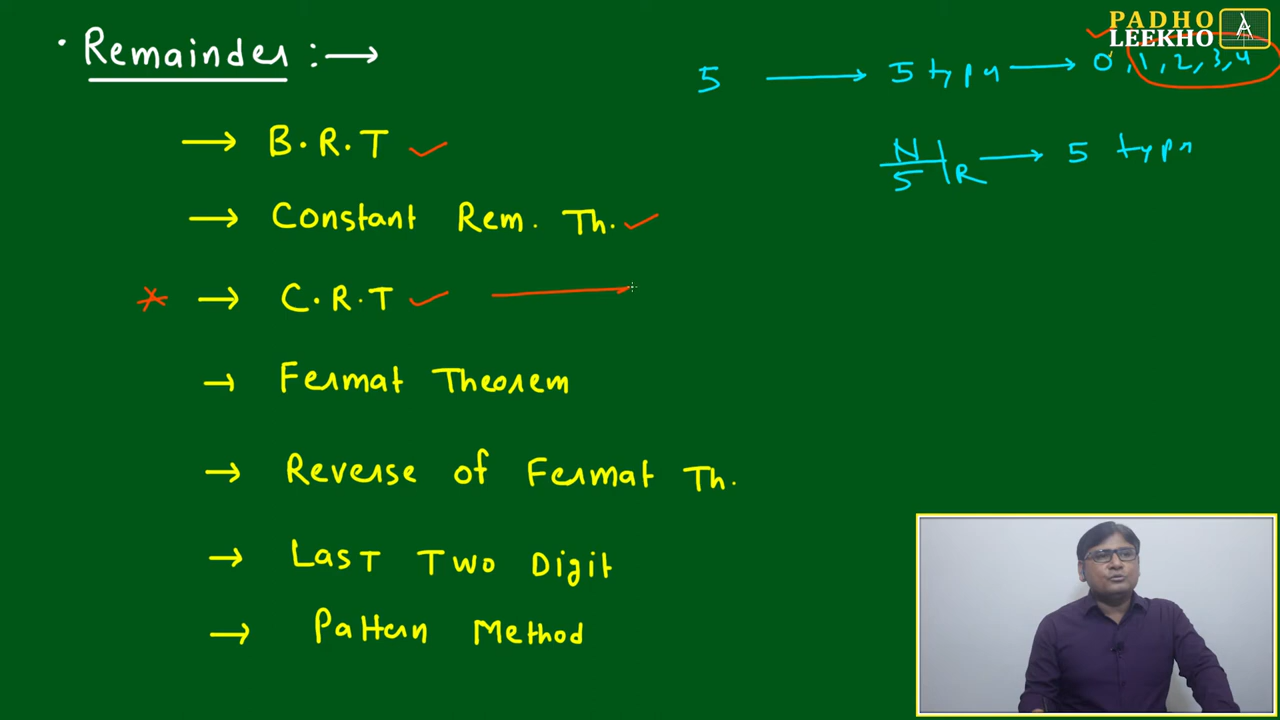 PADHO
LEEKHO
• Remainder :→
5 → 5 type → 0, 1, 2, 3, 4
→ B.R.T ✓
N/5 | R → 5 type
→ Constant Rem. Th. ✓
* → C.R.T ✓
→ Fermat Theorem
→ Reverse of Fermat Th.
→ Last Two Digit
→ Pattern Method